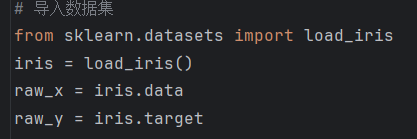 # 导入数据集
from sklearn.datasets import load_iris
iris = load_iris()
raw_x = iris.data
raw_y = iris.target